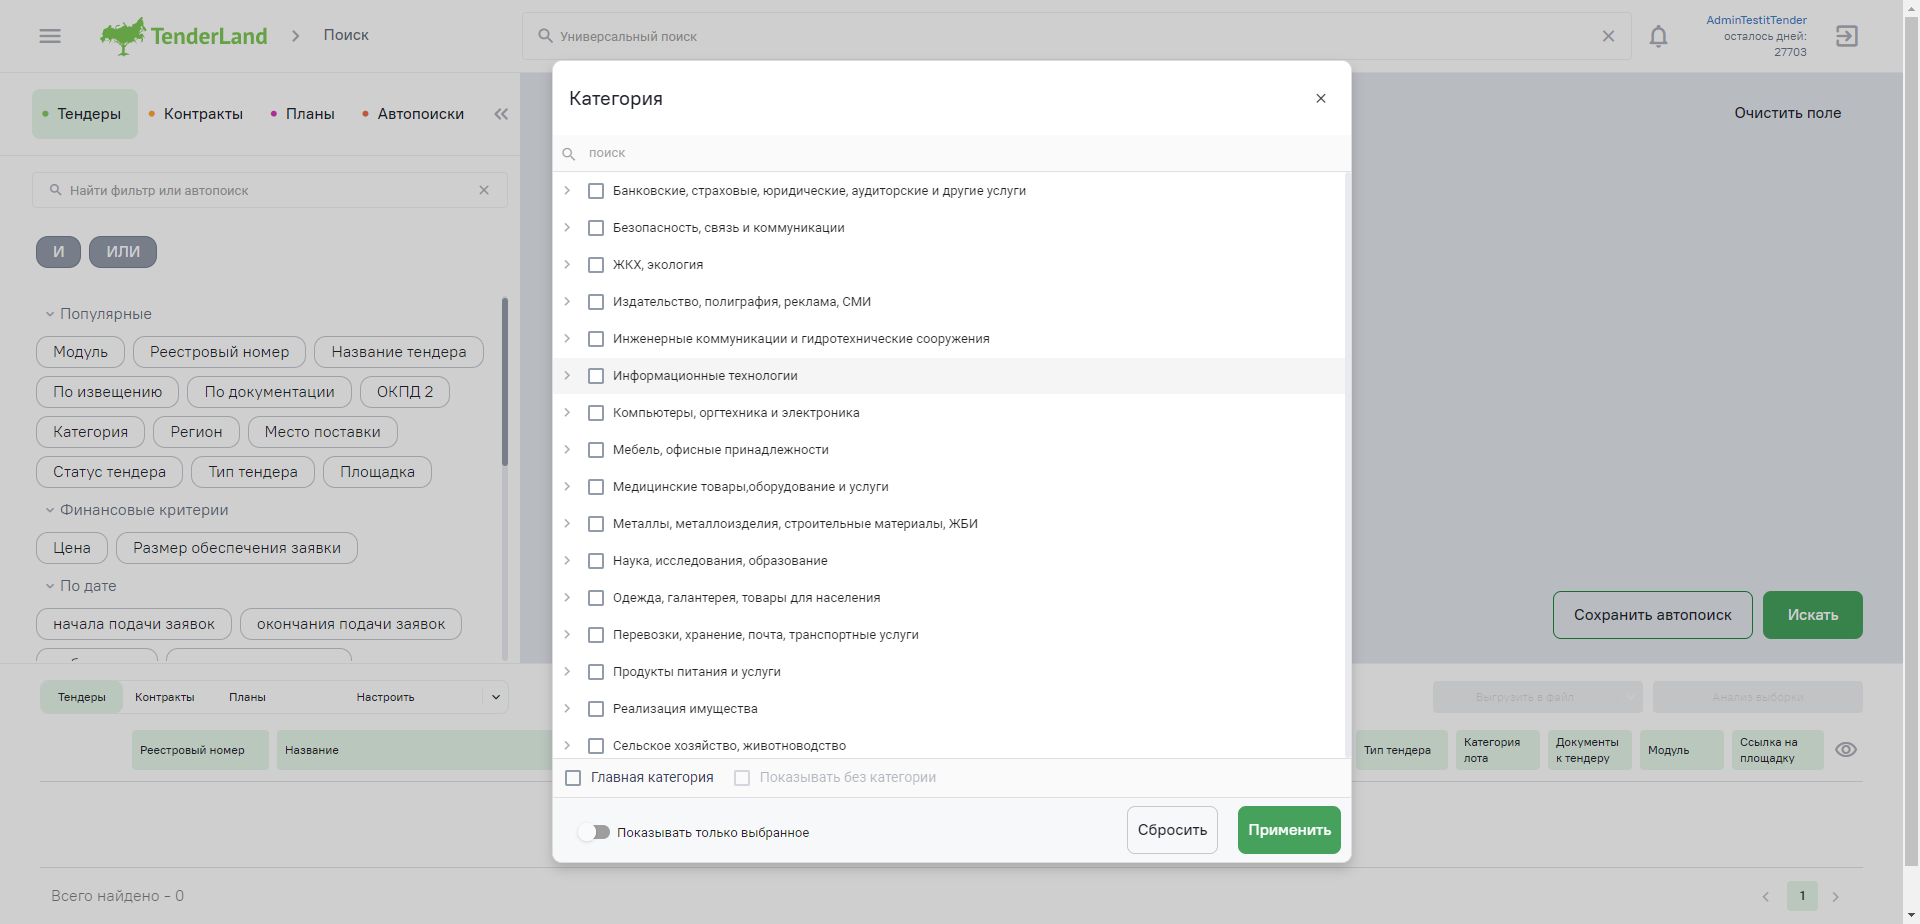 TenderLand
Поиск
Универсальный поиск
AdminTestitTender
осталось дней:
27703
Тендеры
Контракты
Планы
Автопоиски
Очистить поле
Найти фильтр или автопоиск
И
ИЛИ
Популярные
Модуль
Реестровый номер
Название тендера
По извещению
По документации
ОКПД 2
Категория
Регион
Место поставки
Статус тендера
Тип тендера
Площадка
Финансовые критерии
Цена
Размер обеспечения заявки
По дате
начала подачи заявок
окончания подачи заявок
Категория
поиск
Банковские, страховые, юридические, аудиторские и другие услуги
Безопасность, связь и коммуникации
ЖКХ, экология
Издательство, полиграфия, реклама, СМИ
Инженерные коммуникации и гидротехнические сооружения
Информационные технологии
Компьютеры, оргтехника и электроника
Мебель, офисные принадлежности
Медицинские товары,оборудование и услуги
Металлы, металлоизделия, строительные материалы, ЖБИ
Наука, исследования, образование
Одежда, галантерея, товары для населения
Перевозки, хранение, почта, транспортные услуги
Продукты питания и услуги
Реализация имущества
Сельское хозяйство, животноводство
Главная категория
Показывать без категории
Показывать только выбранное
Сбросить
Применить
Сохранить автопоиск
Искать
Тендеры
Контракты
Планы
Настроить
Выгрузить в файл
Анализ выборки
Реестровый номер
Название
Тип тендера
Категория
лота
Документы
к тендеру
Модуль
Ссылка на
площадку
Всего найдено - 0
1